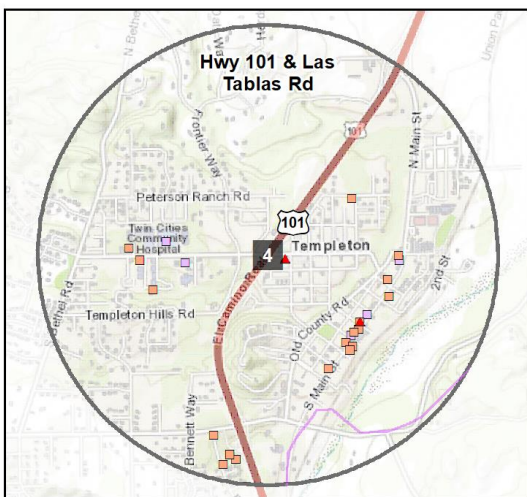 Hwy 101 & Las
Tablas Rd
N Bethel
Frontier Way
Union Pa
101
N Main St
Peterson Ranch Rd
101
Twin Cities
Community
Hospital
4
Templeton
2nd St
El Camino Real
Bethel Rd
Templeton Hills Rd
Old County Rd
S Main St
Bennett Way